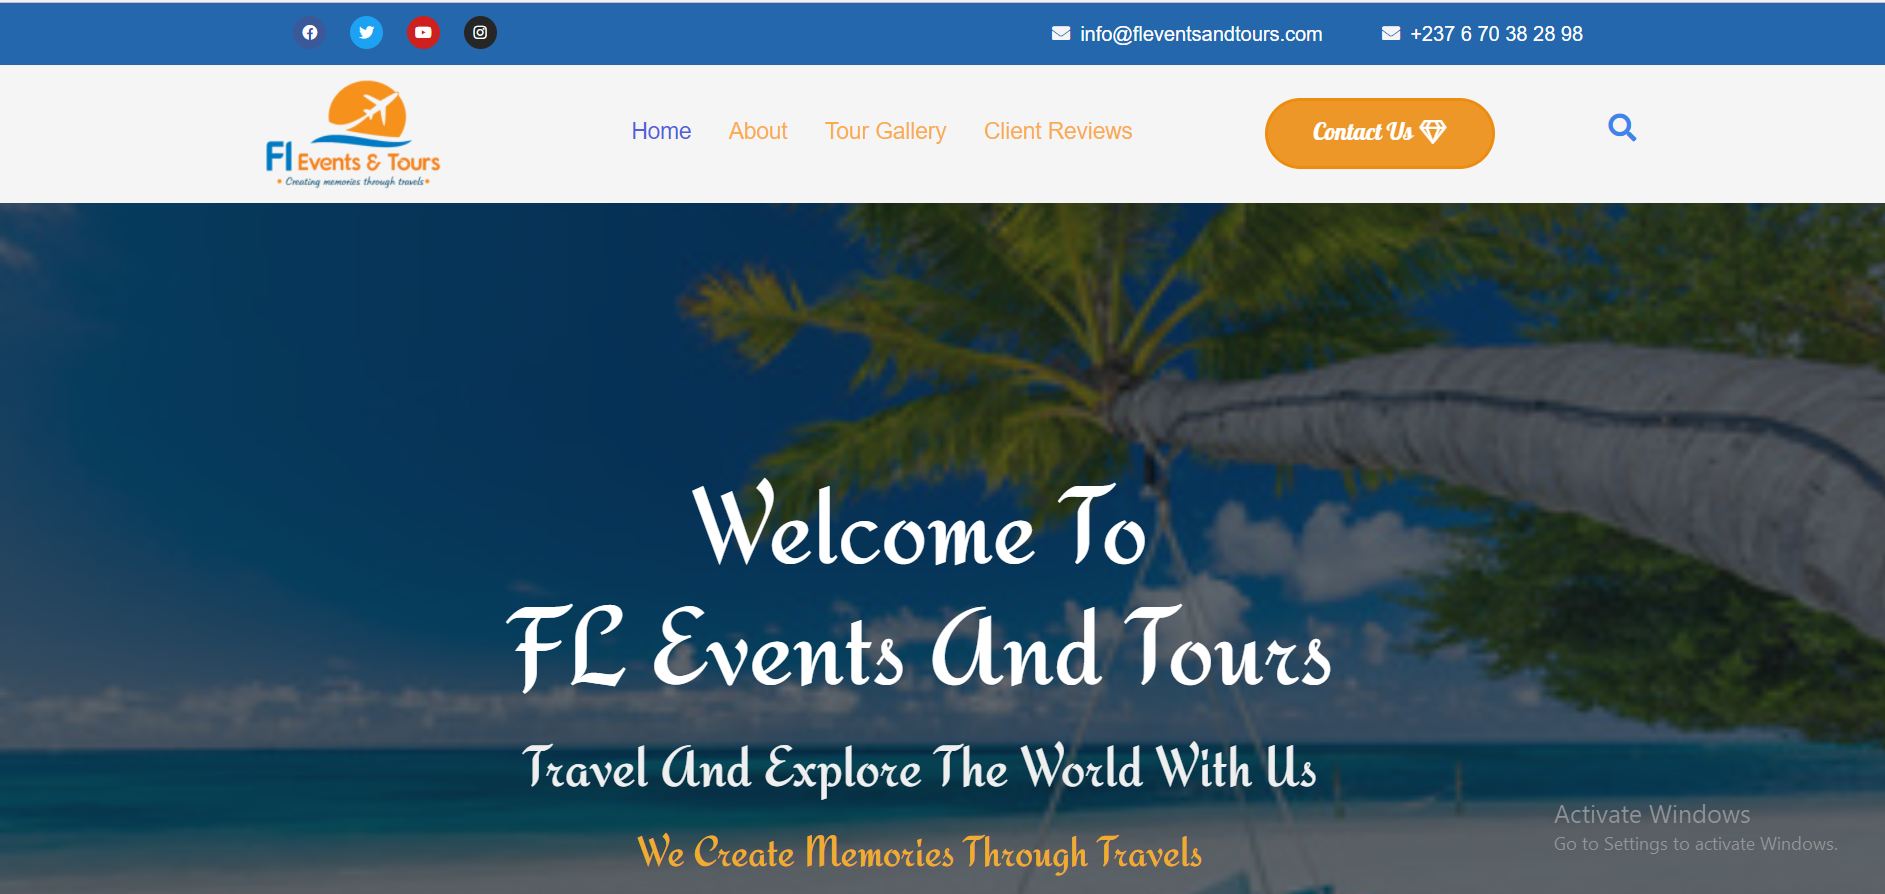 info@fleventsandtours.com
+237 6 70 38 28 98
Fl Events & Tours
• Creating memories through travels •
Home
About
Tour Gallery
Client Reviews
Contact Us
Welcome To
FL Events And Tours
Travel And Explore The World With Us
We Create Memories Through Travels
Activate Windows
Go to Settings to activate Windows.